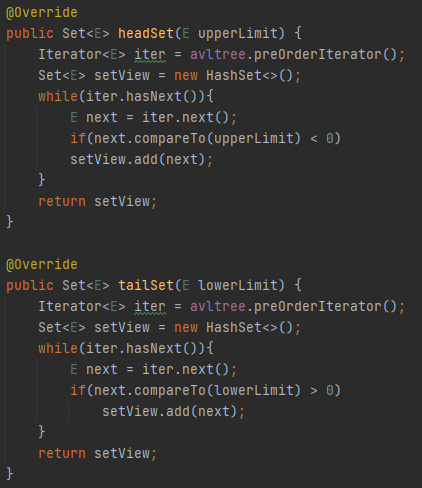 @Override
public Set<E> headSet(E upperLimit) {
    Iterator<E> iter = avltree.preOrderIterator();
    Set<E> setView = new HashSet<>();
    while(iter.hasNext()){
        E next = iter.next();
        if(next.compareTo(upperLimit) < 0)
        setView.add(next);
    }
    return setView;
}

@Override
public Set<E> tailSet(E lowerLimit) {
    Iterator<E> iter = avltree.preOrderIterator();
    Set<E> setView = new HashSet<>();
    while(iter.hasNext()){
        E next = iter.next();
        if(next.compareTo(lowerLimit) > 0)
            setView.add(next);
    }
    return setView;
}